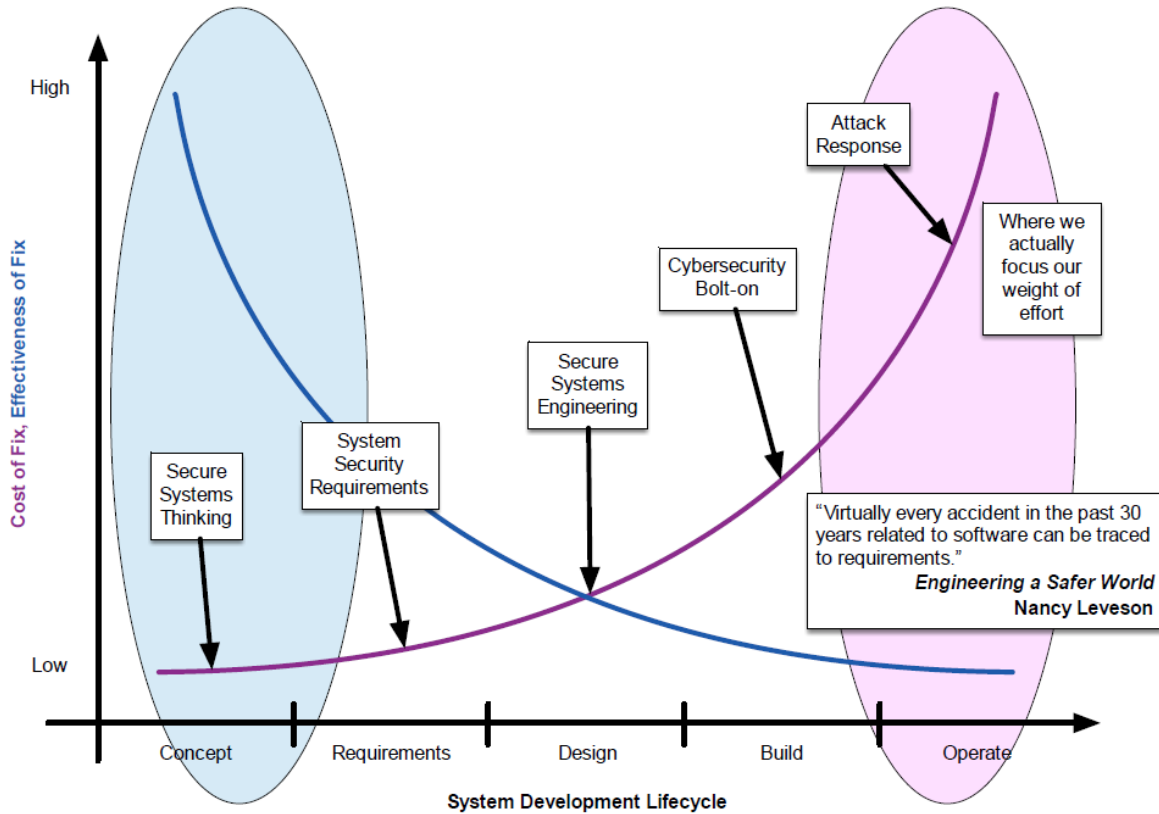 High
Low
Cost of Fix, Effectiveness of Fix
Attack
Response
Where we
actually
focus our
weight of
effort
Cybersecurity
Bolt-on
Secure
Systems
Engineering
System
Security
Requirements
Secure
Systems
Thinking
“Virtually every accident in the past 30
years related to software can be traced
to requirements.”
Engineering a Safer World
Nancy Leveson
Concept
Requirements
Design
Build
Operate
System Development Lifecycle